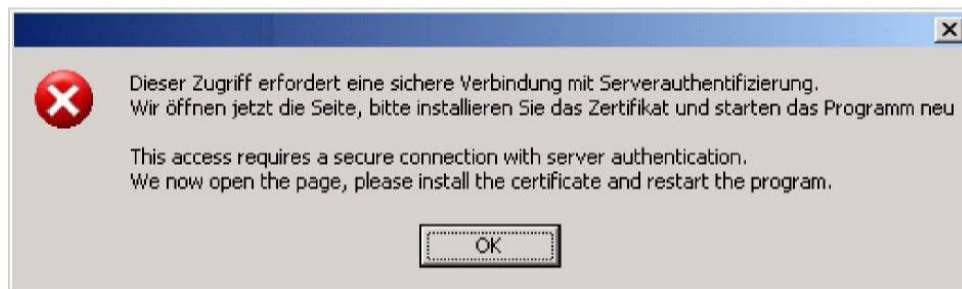 Dieser Zugriff erfordert eine sichere Verbindung mit Serverauthentifizierung.
Wir öffnen jetzt die Seite, bitte installieren Sie das Zertifikat und starten das Programm neu
This access requires a secure connection with server authentication.
We now open the page, please install the certificate and restart the program.
OK